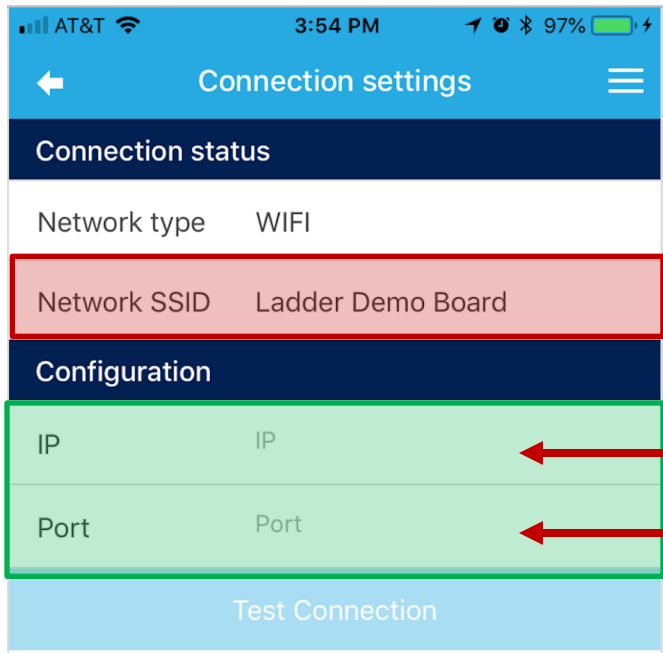 AT&T 3:54 PM 97%
Connection settings
Connection status
Network type WIFI
Network SSID Ladder Demo Board
Configuration
IP IP
Port Port
Test Connection